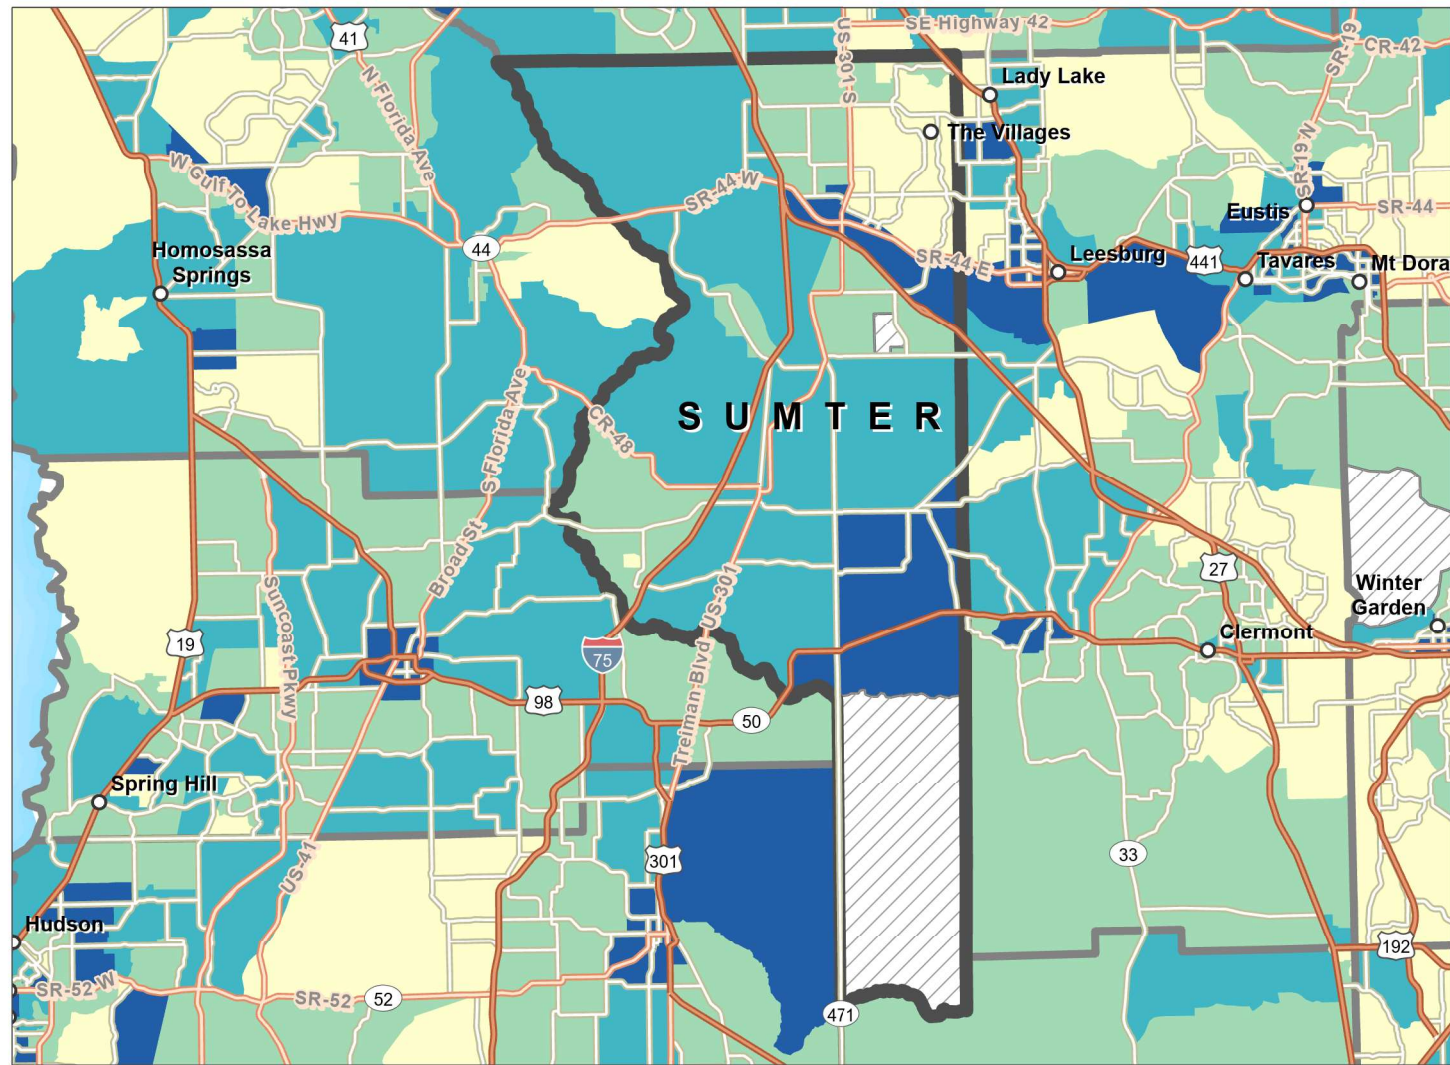 41
N Florida Ave
US-301 S
SE Highway 42
SR-19
CR-42
Lady Lake
The Villages
W Gulf To Lake Hwy
SR-44 W
SR-19 N
Eustis
SR-44
44
Homosassa
Springs
SR-44 E
Leesburg
441
Tavares
Mt Dora
S Florida Ave
CR-48
SUMTER
Suncoast Pkwy
Broad St
Treiman Blvd US-301
27
Winter
Garden
Clermont
19
75
98
50
Spring Hill
US-41
301
33
Hudson
192
SR-52 W
SR-52
52
471